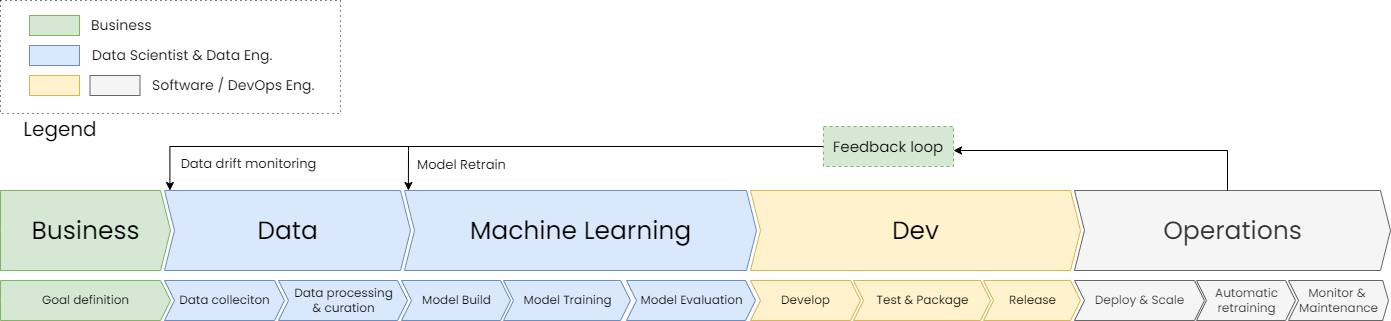 Business
Data Scientist & Data Eng.
Software / DevOps Eng.
Legend
Feedback loop
Data drift monitoring
Model Retrain
Business
Data
Machine Learning
Dev
Operations
Goal definition
Data colleciton
Data processing
& curation
Model Build
Model Training
Model Evaluation
Develop
Test & Package
Release
Deploy & Scale
Automatic
retraining
Monitor &
Maintenance